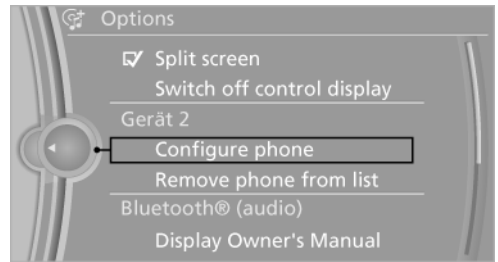 Options
Split screen
Switch off control display
Gerät 2
Configure phone
Remove phone from list
Bluetooth® (audio)
Display Owner's Manual